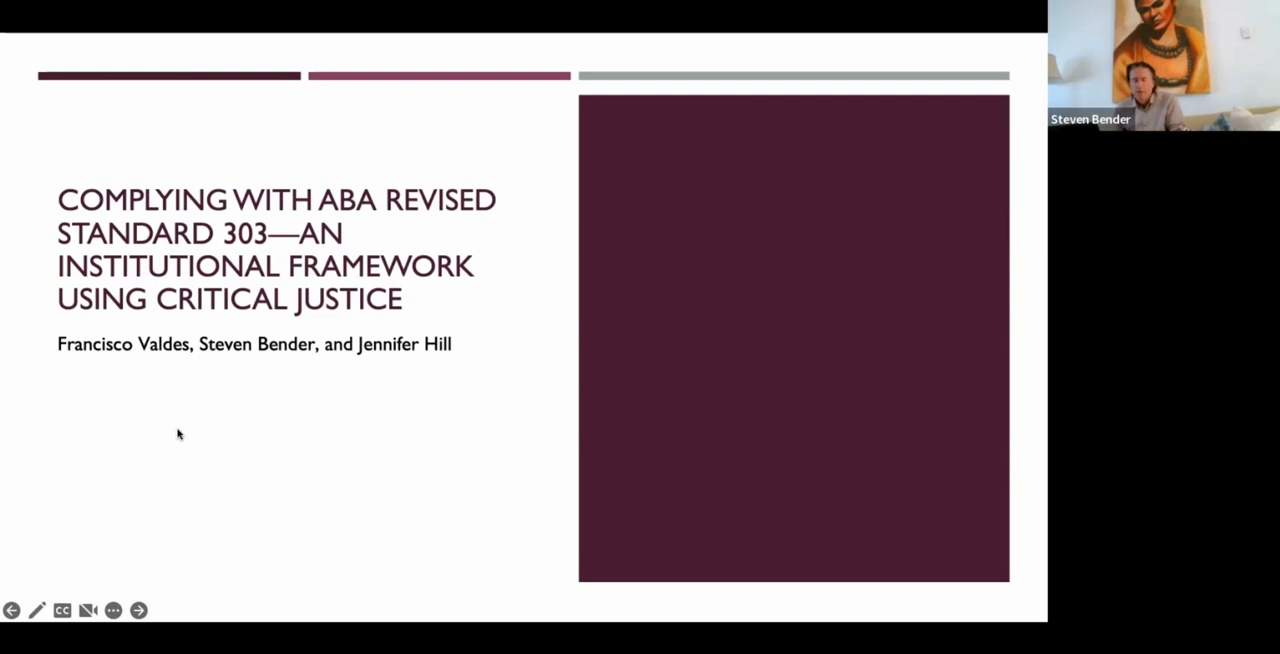 COMPLYING WITH ABA REVISED
STANDARD 303—AN
INSTITUTIONAL FRAMEWORK
USING CRITICAL JUSTICE
Francisco Valdes, Steven Bender, and Jennifer Hill
Steven Bender
CC